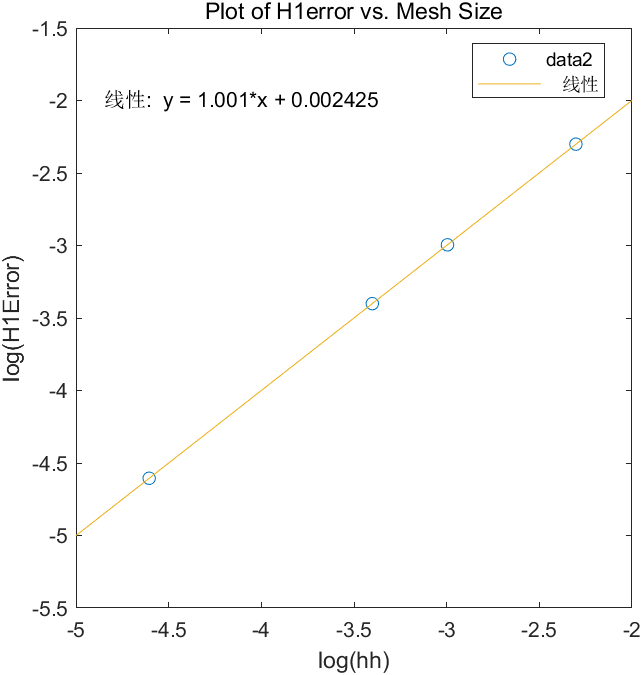 Plot of H1error vs. Mesh Size
-1.5
data2
线性
线性: y = 1.001*x + 0.002425
-2
-2.5
-3
-3.5
-4
-4.5
-5
-5.5
log(H1Error)
-5 -4.5 -4 -3.5 -3 -2.5 -2
log(hh)